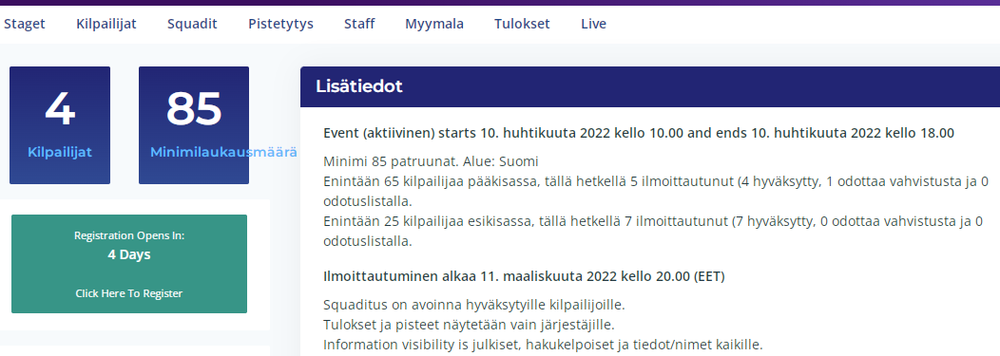 Staget Kilpailijat Squadit Pistetytys Staff Myymala Tulokset Live
4
Kilpailijat
85
Minimilaukausmäärä
Registration Opens In:
4 Days
Click Here To Register
Lisätiedot
Event (aktiivinen) starts 10. huhtikuuta 2022 kello 10.00 and ends 10. huhtikuuta 2022 kello 18.00
Minimi 85 patruunat. Alue: Suomi
Enintään 65 kilpailijaa pääkisassa, tällä hetkellä 5 ilmoittautunut (4 hyväksytty, 1 odottaa vahvistusta ja 0
odotuslistalla.
Enintään 25 kilpailijaa esikisassa, tällä hetkellä 7 ilmoittautunut (7 hyväksytty, 0 odottaa vahvistusta ja 0
odotuslistalla.
Ilmoittautuminen alkaa 11. maaliskuuta 2022 kello 20.00 (EET)
Squaditus on avoinna hyväksytyille kilpailijoille.
Tulokset ja pisteet näytetään vain järjestäjille.
Information visibility is julkiset, hakukelpoiset ja tiedot/nimet kaikille.